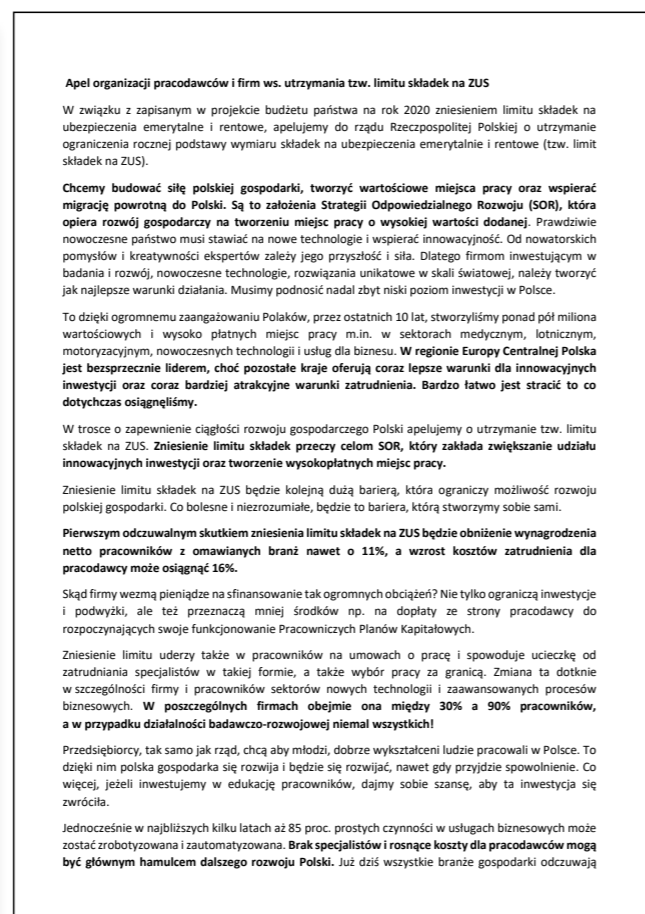 Apel organizacji pracodawców i firm ws. utrzymania tzw. limitu składek na ZUS
W związku z zapisanym w projekcie budżetu państwa na rok 2020 zniesieniem limitu składek na
ubezpieczenia emerytalne i rentowe, apelujemy do rządu Rzeczpospolitej Polskiej o utrzymanie
ograniczenia rocznej podstawy wymiaru składek na ubezpieczenia emerytalnie i rentowe (tzw. limit
składek na ZUS).
Chcemy budować siłę polskiej gospodarki, tworzyć wartościowe miejsca pracy oraz wspierać
migrację powrotną do Polski. Są to założenia Strategii Odpowiedzialnego Rozwoju (SOR), która
opiera rozwój gospodarczy na tworzeniu miejsc pracy o wysokiej wartości dodanej. Prawdziwie
nowoczesne państwo musi stawiać na nowe technologie i wspierać innowacyjność. Od nowatorskich
pomysłów i kreatywności ekspertów zależy jego przyszłość i siła. Dlatego firmom inwestującym w
badania i rozwój, nowoczesne technologie, rozwiązania unikatowe w skali światowej, należy tworzyć
jak najlepsze warunki działania. Musimy podnosić nadal zbyt niski poziom inwestycji w Polsce.
To dzięki ogromnemu zaangażowaniu Polaków, przez ostatnich 10 lat, stworzyliśmy ponad pół miliona
wartościowych i wysoko płatnych miejsc pracy m.in. w sektorach medycznym, lotniczym,
motoryzacyjnym, nowoczesnych technologii i usług dla biznesu. W regionie Europy Centralnej Polska
jest bezsprzecznie liderem, choć pozostałe kraje oferują coraz lepsze warunki dla innowacyjnych
inwestycji oraz coraz bardziej atrakcyjne warunki zatrudnienia. Bardzo łatwo jest stracić to co
dotychczas osiągnęliśmy.
W trosce o zapewnienie ciągłości rozwoju gospodarczego Polski apelujemy o utrzymanie tzw. limitu
składek na ZUS. Zniesienie limitu składek przeczy celom SOR, który zakłada zwiększanie udziału
innowacyjnych inwestycji oraz tworzenie wysokopłatnych miejsc pracy.
Zniesienie limitu składek na ZUS będzie kolejną dużą barierą, która ograniczy możliwość rozwoju
polskiej gospodarki. Co bolesne i niezrozumiałe, będzie to bariera, którą stworzymy sobie sami.
Pierwszym odczuwalnym skutkiem zniesienia limitu składek na ZUS będzie obniżenie wynagrodzenia
netto pracowników z omawianych branż nawet o 11%, a wzrost kosztów zatrudnienia dla
pracodawcy może osiągnąć 16%.
Skąd firmy wezmą pieniądze na sfinansowanie tak ogromnych obciążeń? Nie tylko ograniczą inwestycje
i podwyżki, ale też przeznaczą mniej środków np. na dopłaty ze strony pracodawcy do
rozpoczynających swoje funkcjonowanie Pracowniczych Planów Kapitałowych.
Zniesienie limitu uderzy także w pracowników na umowach o pracę i spowoduje ucieczkę od
zatrudniania specjalistów w takiej formie, a także wybór pracy za granicą. Zmiana ta dotknie
w szczególności firmy i pracowników sektorów nowych technologii i zaawansowanych procesów
biznesowych. W poszczególnych firmach obejmie ona między 30% a 90% pracowników,
a w przypadku działalności badawczo-rozwojowej niemal wszystkich!
Przedsiębiorcy, tak samo jak rząd, chcą aby młodzi, dobrze wykształceni ludzie pracowali w Polsce. To
dzięki nim polska gospodarka się rozwija i będzie się rozwijać, nawet gdy przyjdzie spowolnienie. Co
więcej, jeżeli inwestujemy w edukację pracowników, dajmy sobie szansę, aby ta inwestycja się
zwróciła.
Jednocześnie w najbliższych kilku latach aż 85 proc. prostych czynności w usługach biznesowych może
zostać zrobotyzowana i zautomatyzowana. Brak specjalistów i rosnące koszty dla pracodawców mogą
być głównym hamulcem dalszego rozwoju Polski. Już dziś wszystkie branże gospodarki odczuwają